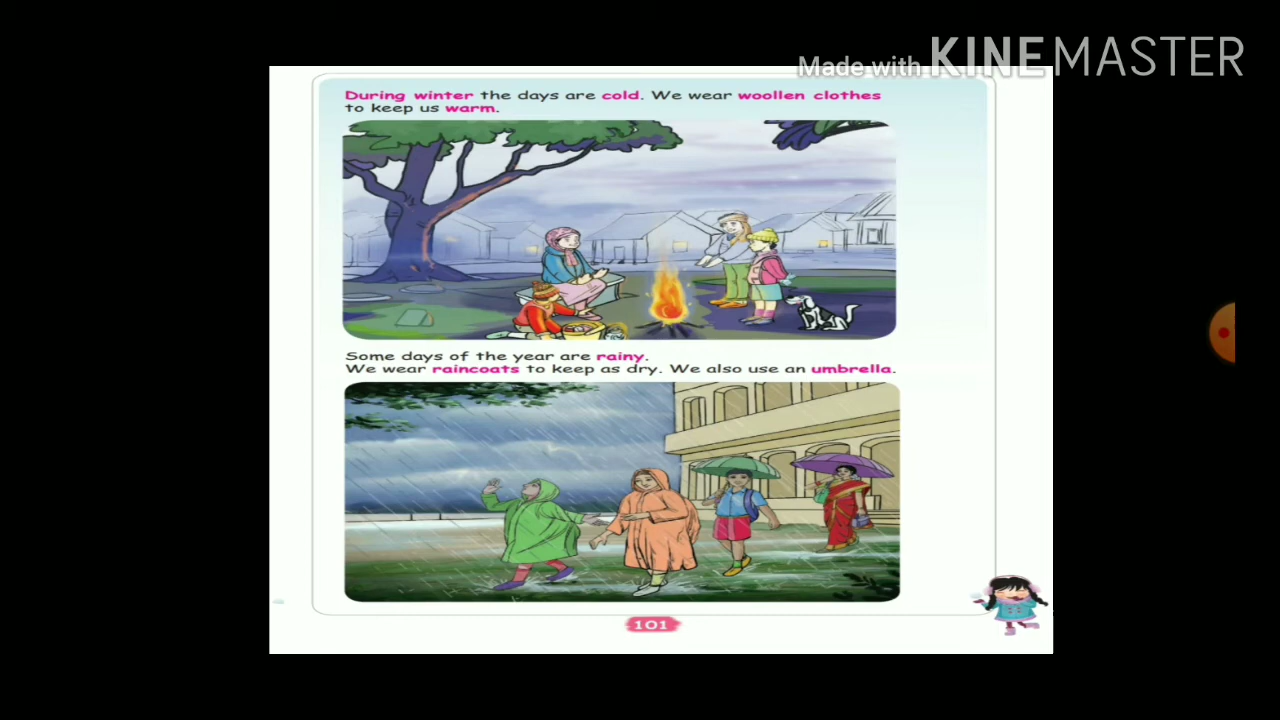 Made with KINEMASTER
During winter the days are cold. We wear woollen clothes
to keep us warm.
Some days of the year are rainy.
We wear raincoats to keep as dry. We also use an umbrella.
101